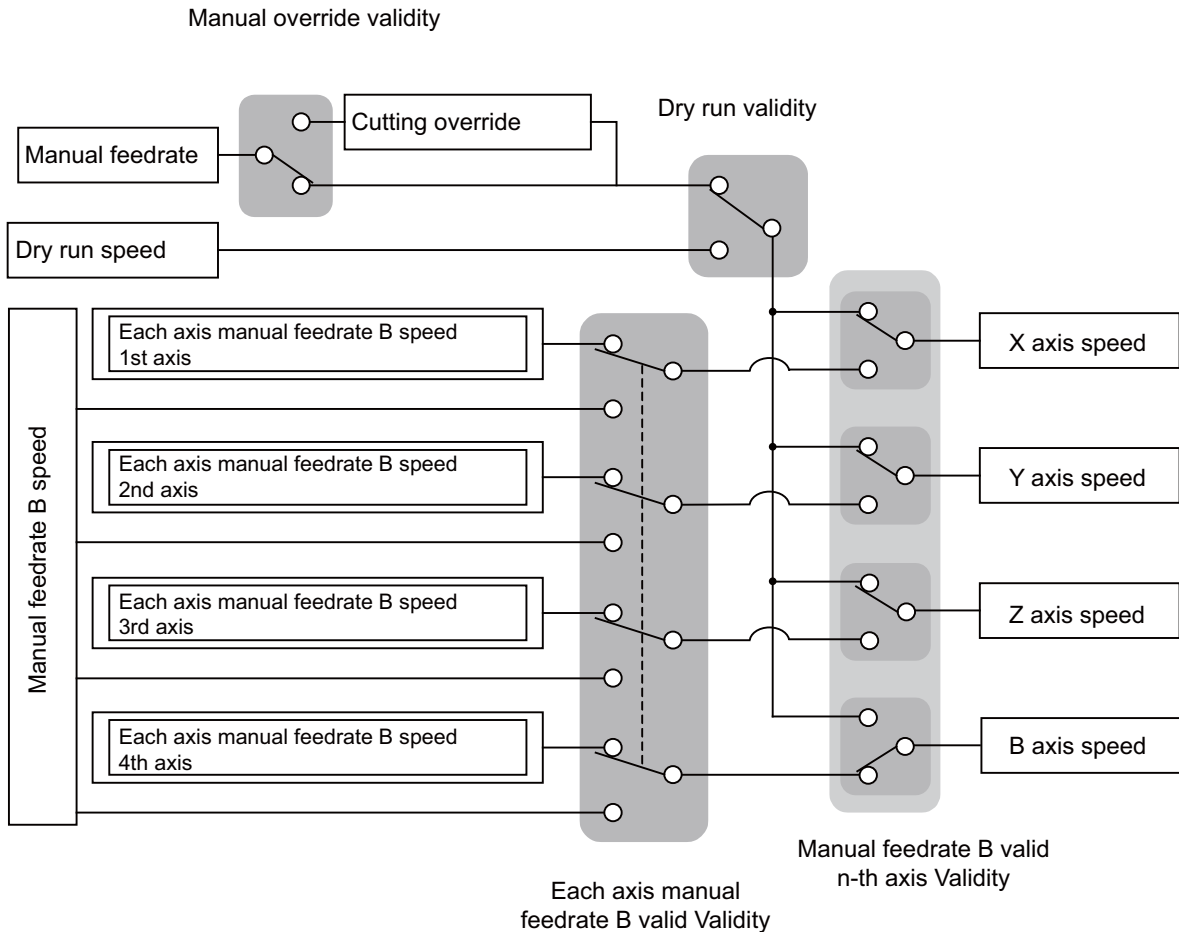 Manual override validity
Cutting override
Dry run validity
Manual feedrate
Dry run speed
Manual feedrate B speed
Each axis manual feedrate B speed
1st axis
X axis speed
Each axis manual feedrate B speed
2nd axis
Y axis speed
Each axis manual feedrate B speed
3rd axis
Z axis speed
Each axis manual feedrate B speed
4th axis
B axis speed
Manual feedrate B valid
n-th axis Validity
Each axis manual
feedrate B valid Validity